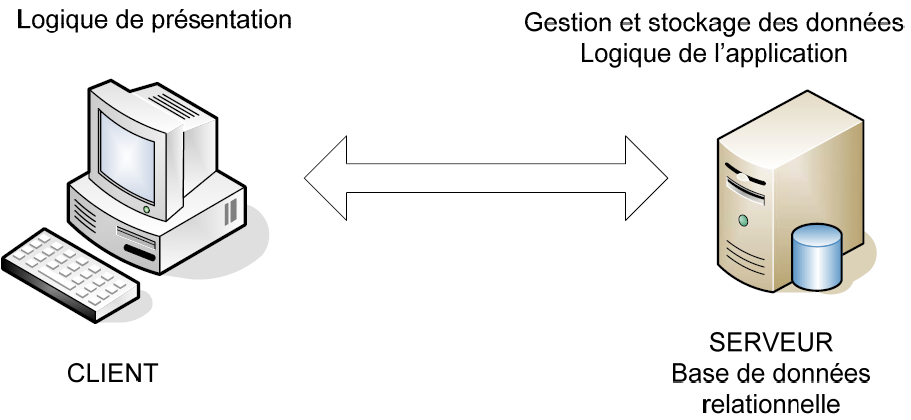 Logique de présentation
Gestion et stockage des données
Logique de l'application
CLIENT
SERVEUR
Base de données
relationnelle